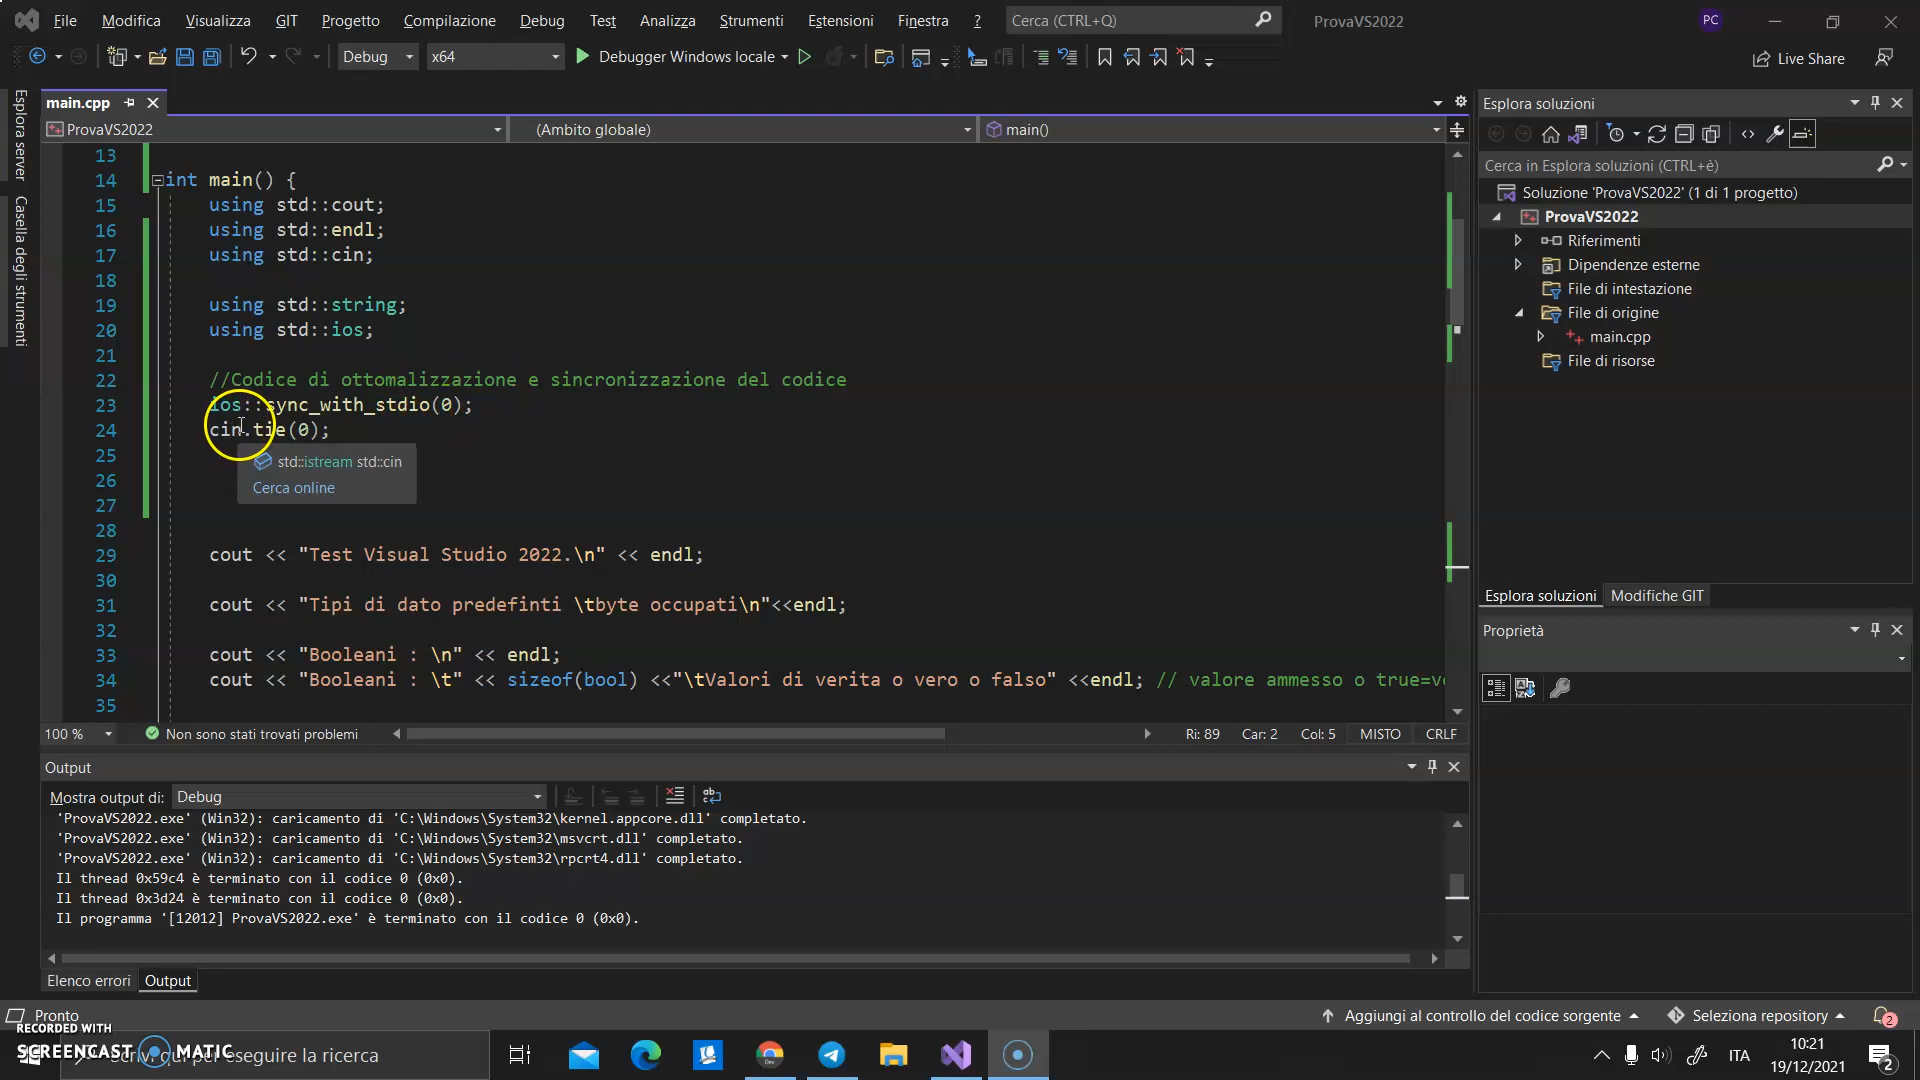 File Modifica Visualizza GIT Progetto Compilazione Debug Test Analizza Strumenti Estensioni Finestra ? Cerca (CTRL+Q) ProvaVS2022 PC
Debug x64 Debugger Windows locale Live Share
Esplora server
Casella degli strumenti
main.cpp
ProvaVS2022 (Ambito globale) main()
13
14 int main() {
15 using std::cout;
16 using std::endl;
17 using std::cin;
18
19 using std::string;
20 using std::ios;
21
22 //Codice di ottomalizzazione e sincronizzazione del codice
23 ios::sync_with_stdio(0);
24 cin.tie(0);
25
26
27
28
29 cout << "Test Visual Studio 2022.\n" << endl;
30
31 cout << "Tipi di dato predefinti \tbyte occupati\n"<<endl;
32
33 cout << "Booleani : \n" << endl;
34 cout << "Booleani : \t" << sizeof(bool) <<"\tValori di verita o vero o falso" <<endl; // valore ammesso o true=v
35
std::istream std::cin
Cerca online
100 % Non sono stati trovati problemi Ri: 89 Car: 2 Col: 5 MISTO CRLF
Output
Mostra output di: Debug
'ProvaVS2022.exe' (Win32): caricamento di 'C:\Windows\System32\kernel.appcore.dll' completato.
'ProvaVS2022.exe' (Win32): caricamento di 'C:\Windows\System32\msvcrt.dll' completato.
'ProvaVS2022.exe' (Win32): caricamento di 'C:\Windows\System32\rpcrt4.dll' completato.
Il thread 0x59c4 è terminato con il codice 0 (0x0).
Il thread 0x3d24 è terminato con il codice 0 (0x0).
Il programma '[12012] ProvaVS2022.exe' è terminato con il codice 0 (0x0).
Elenco errori Output
Esplora soluzioni
Cerca in Esplora soluzioni (CTRL+è)
Soluzione 'ProvaVS2022' (1 di 1 progetto)
ProvaVS2022
Riferimenti
Dipendenze esterne
File di intestazione
File di origine
main.cpp
File di risorse
Esplora soluzioni Modifiche GIT
Proprietà
Pronto Aggiungi al controllo del codice sorgente Seleziona repository 2
RECORDED WITH
SCREENCAST MATIC
qui per eseguire la ricerca
ITA
10:21
19/12/2021
2